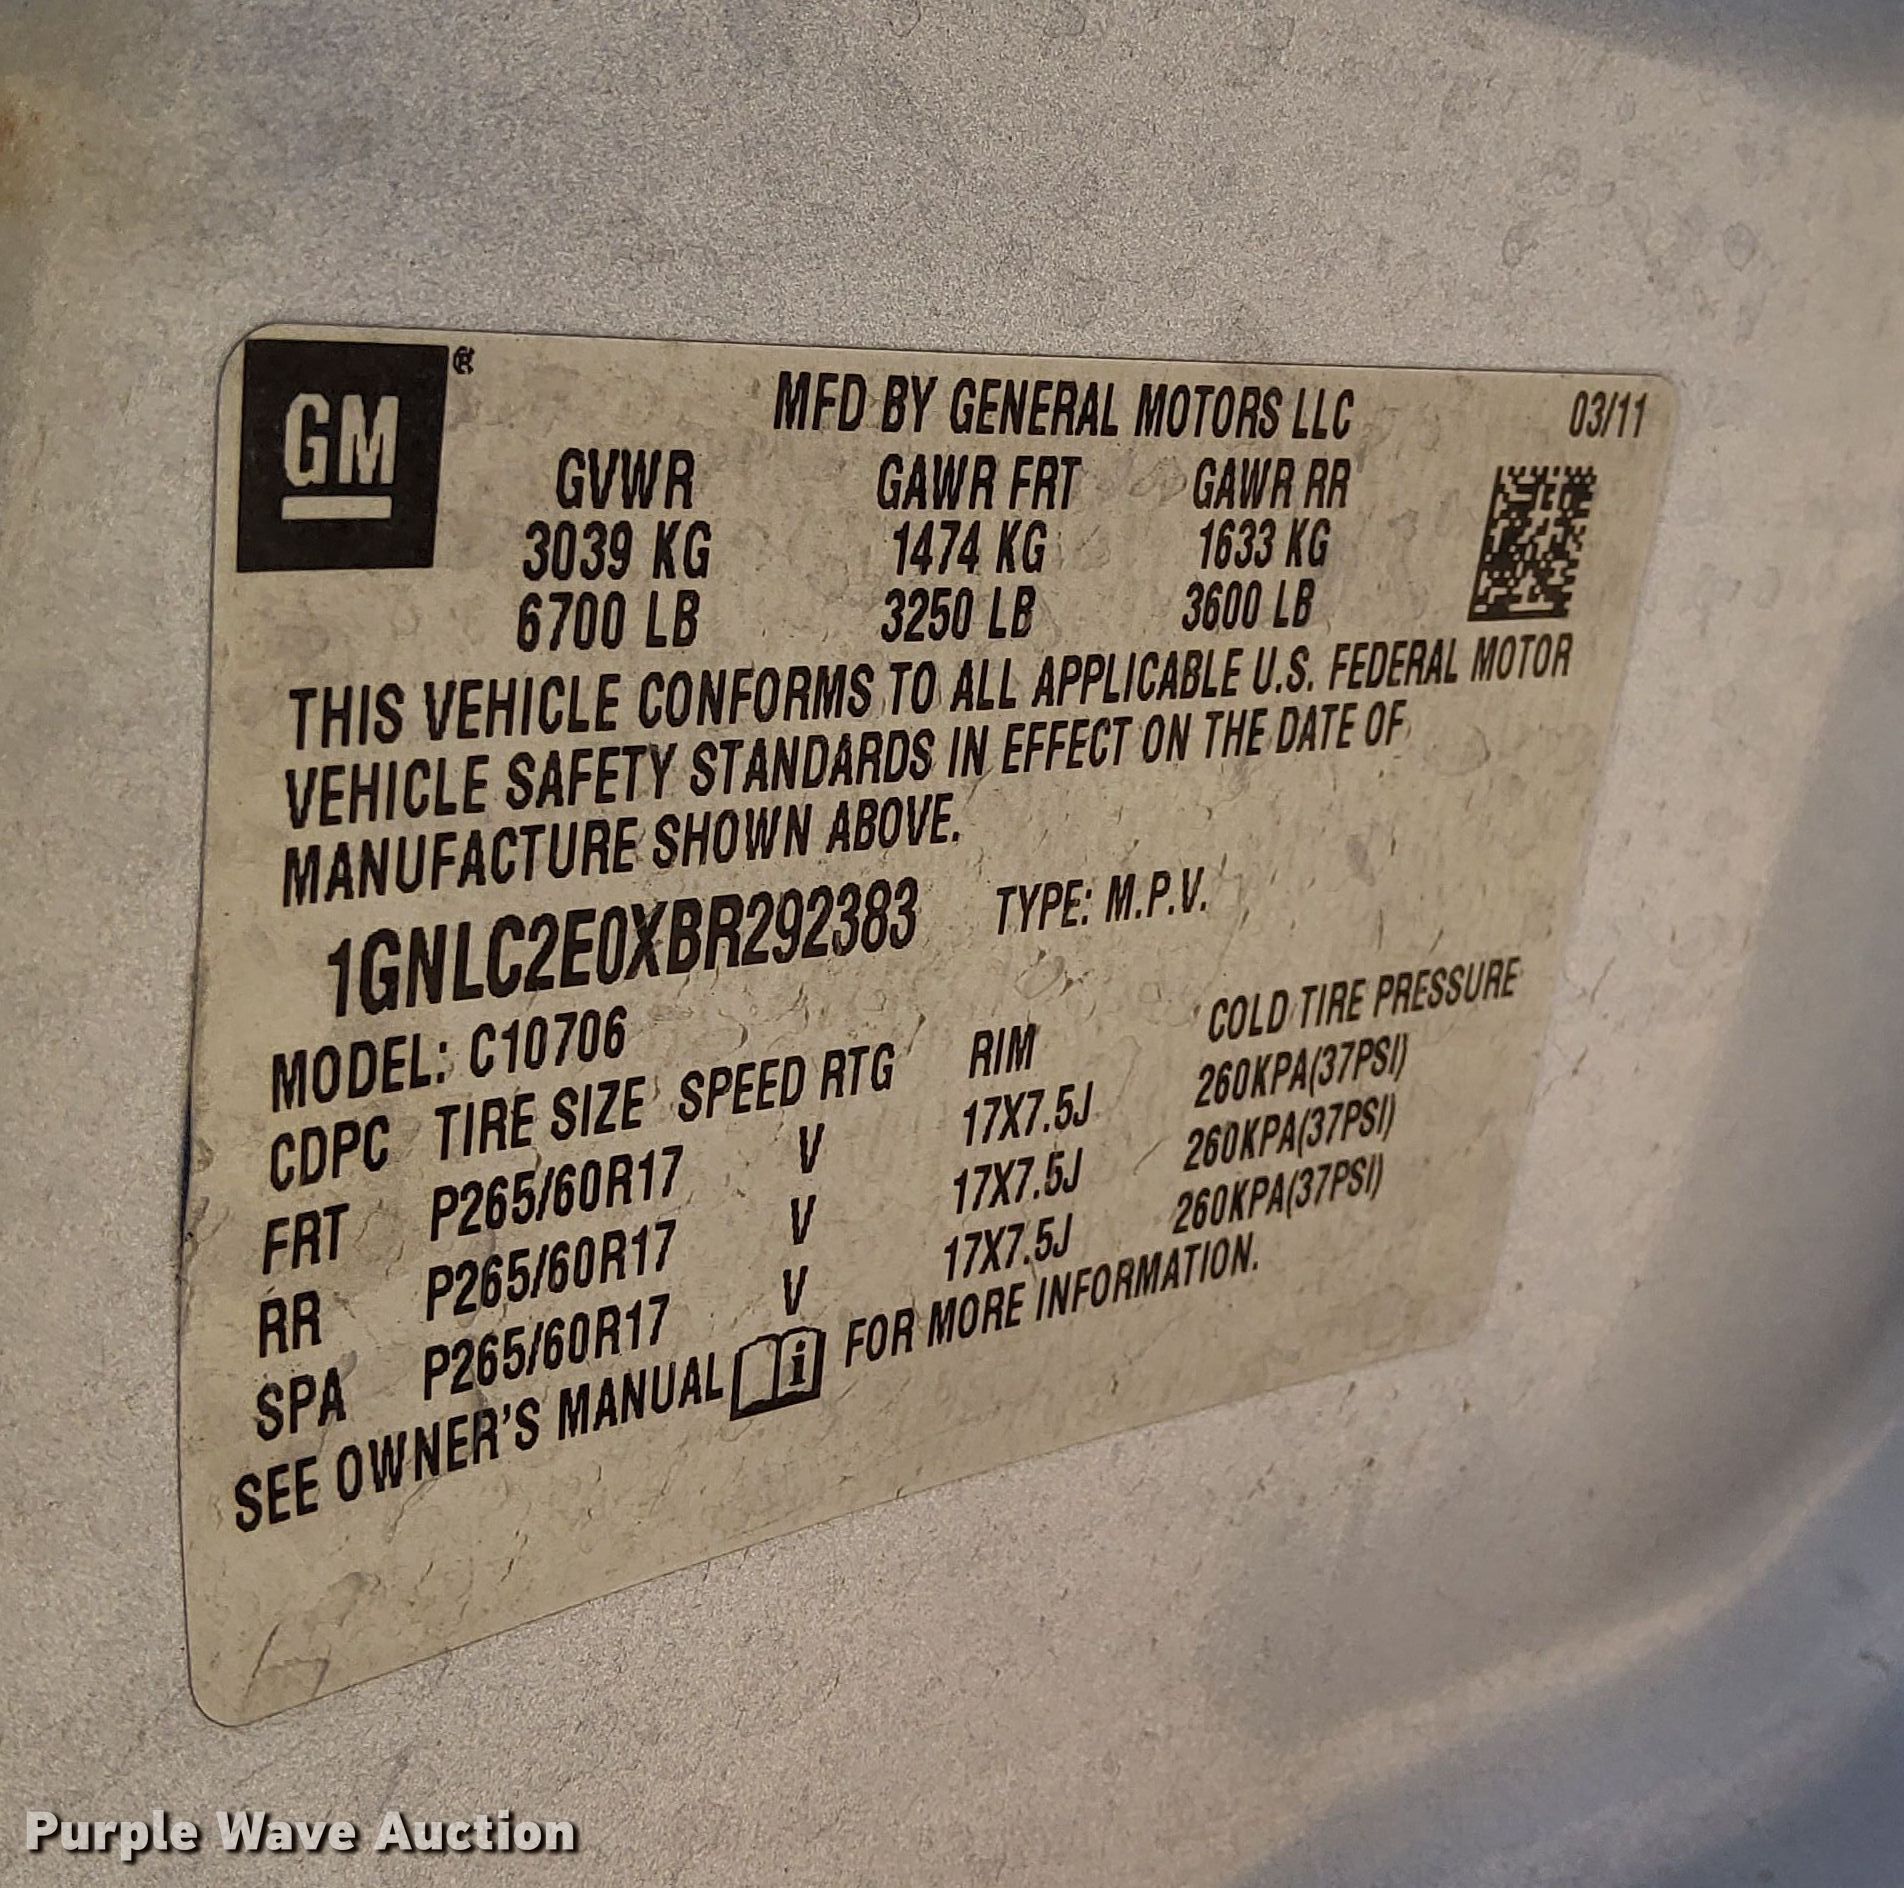 GM
MFD BY GENERAL MOTORS LLC 03/11
GVWR GAWR FRT GAWR RR
3039 KG 1474 KG 1633 KG
6700 LB 3250 LB 3600 LB
THIS VEHICLE CONFORMS TO ALL APPLICABLE U.S. FEDERAL MOTOR
VEHICLE SAFETY STANDARDS IN EFFECT ON THE DATE OF
MANUFACTURE SHOWN ABOVE.
1GNLC2E0XBR292383 TYPE: M.P.V.
MODEL: C10706
CDPC TIRE SIZE SPEED RTG RIM COLD TIRE PRESSURE
FRT P265/60R17 V 17X7.5J 260KPA(37PSI)
RR P265/60R17 V 17X7.5J 260KPA(37PSI)
SPA P265/60R17 V 17X7.5J 260KPA(37PSI)
SEE OWNER'S MANUAL i FOR MORE INFORMATION.
Purple Wave Auction